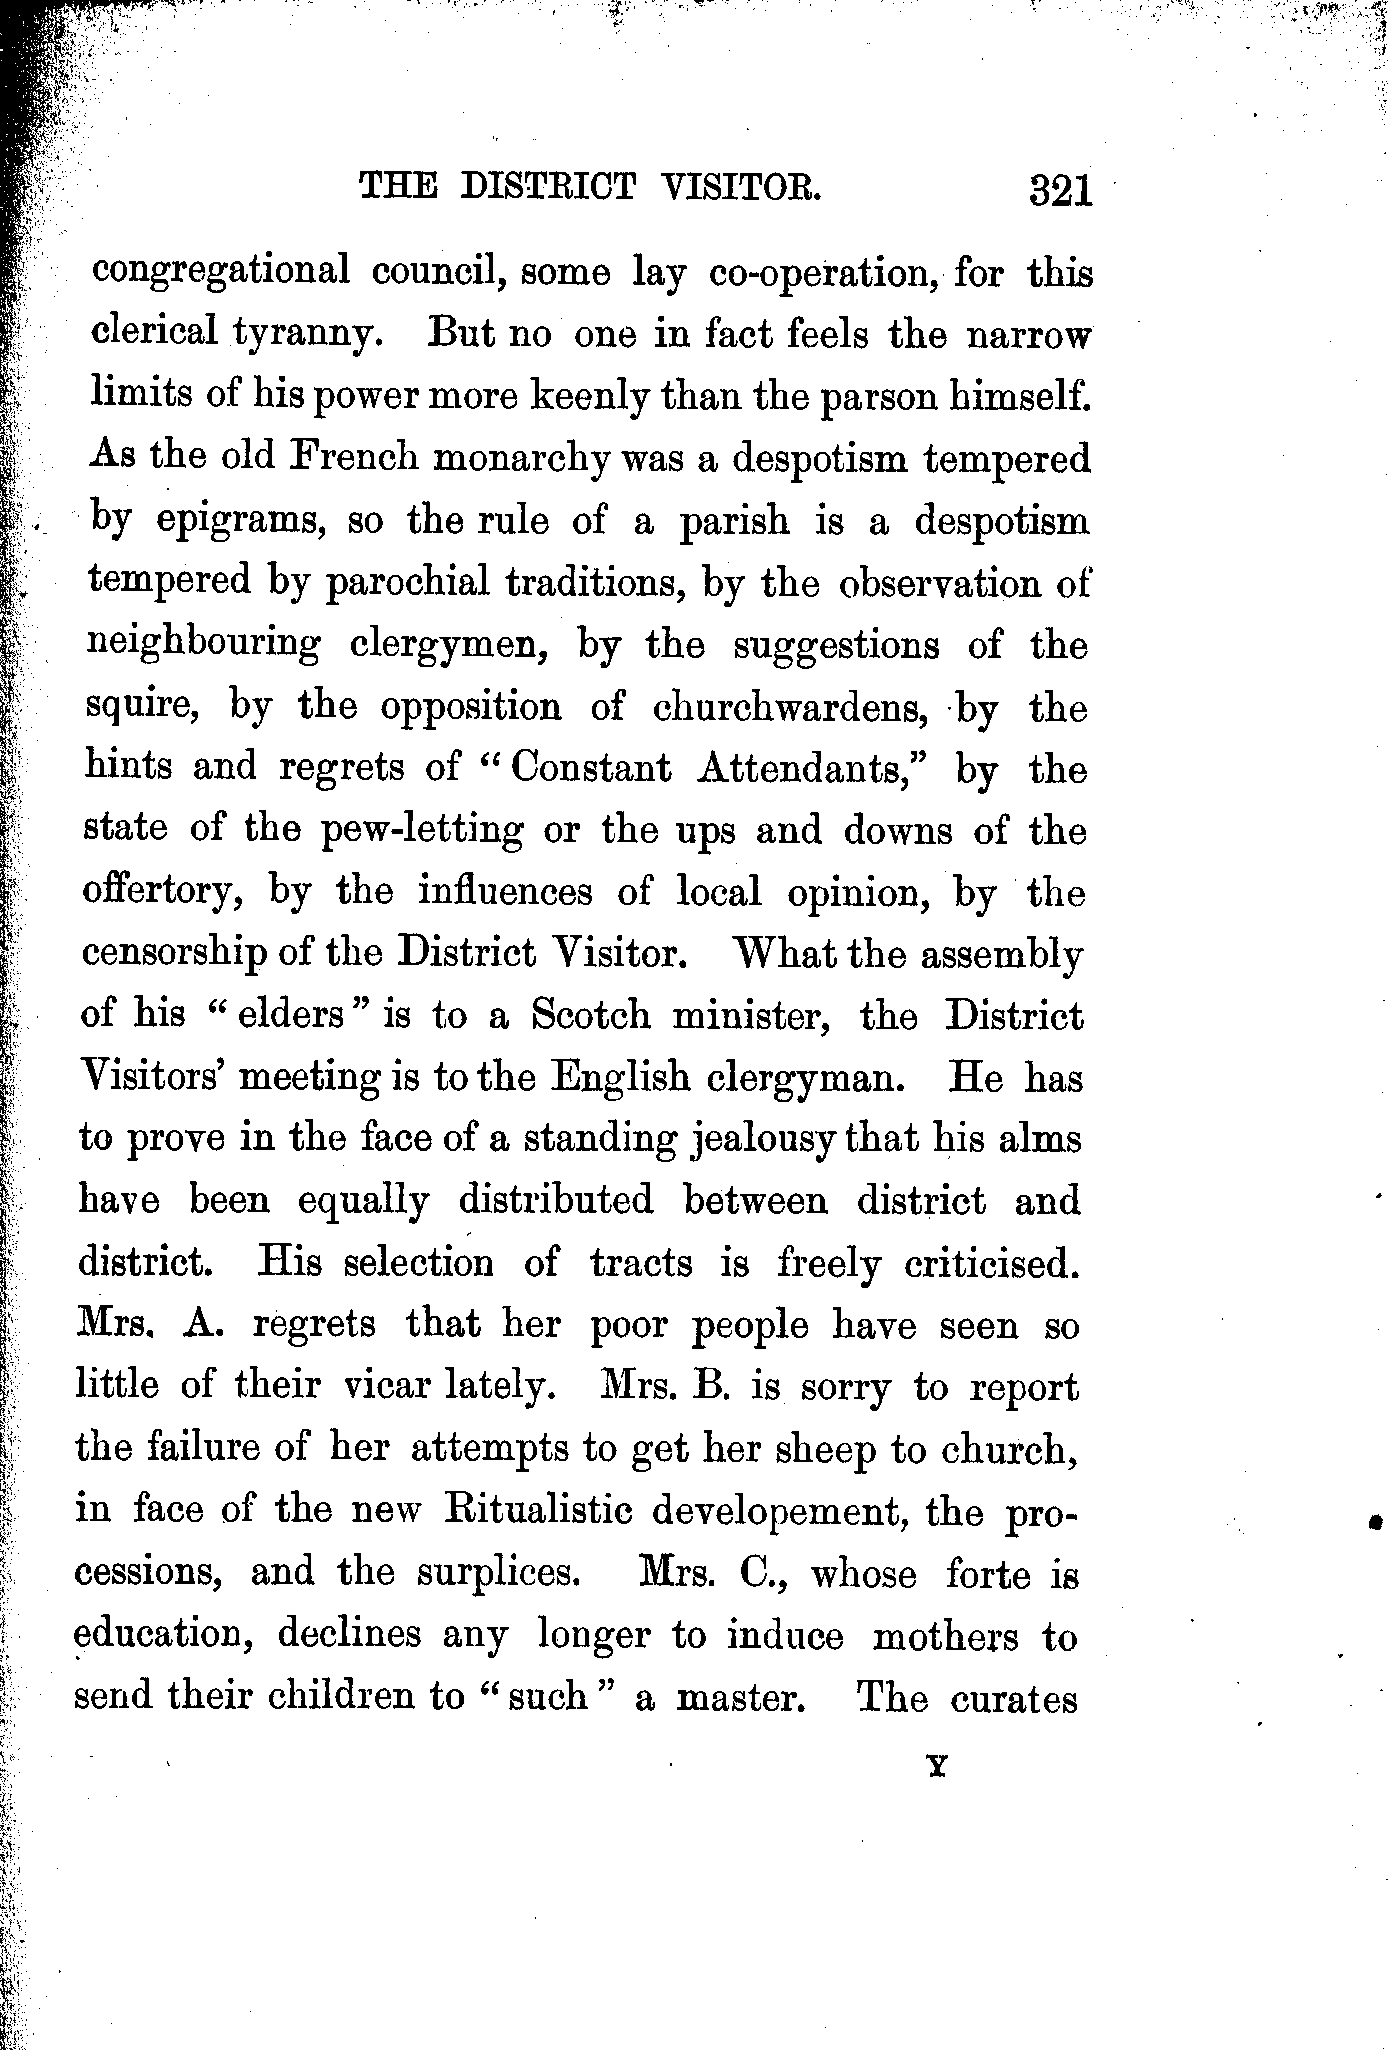 THE DISTRICT VISITOR. 321
congregational council, some lay co-operation, for this
clerical tyranny. But no one in fact feels the narrow
limits of his power more keenly than the parson himself.
As the old French monarchy was a despotism tempered
by epigrams, so the rule of a parish is a despotism
tempered by parochial traditions, by the observation of
neighbouring clergymen, by the suggestions of the
squire, by the opposition of churchwardens, by the
hints and regrets of “ Constant Attendants,” by the
state of the pew-letting or the ups and downs of the
offertory, by the influences of local opinion, by the
censorship of the District Visitor. What the assembly
of his “ elders ” is to a Scotch minister, the District
Visitors’ meeting is to the English clergyman. He has
to prove in the face of a standing jealousy that his alms
have been equally distributed between district and
district. His selection of tracts is freely criticised.
Mrs. A. regrets that her poor people have seen so
little of their vicar lately. Mrs. B. is sorry to report
the failure of her attempts to get her sheep to church,
in face of the new Ritualistic developement, the pro-
cessions, and the surplices. Mrs. C., whose forte is
education, declines any longer to induce mothers to
send their children to “ such ” a master. The curates
Y